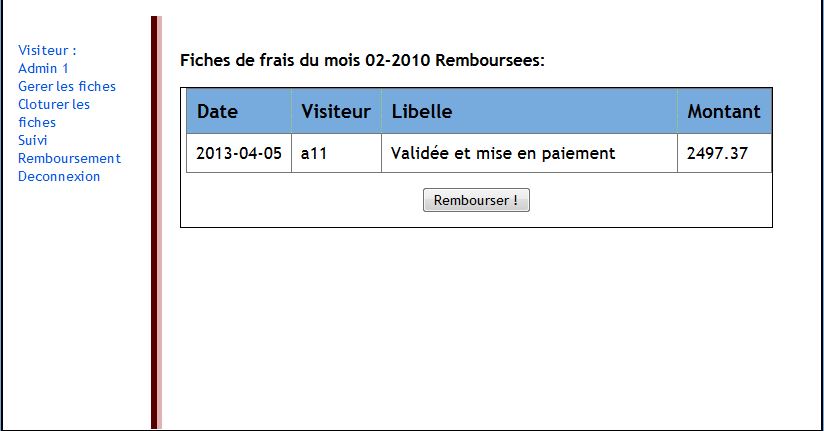 Visiteur :
Admin 1
Gerer les fiches
Cloturer les
fiches
Suivi
Remboursement
Deconnexion
Fiches de frais du mois 02-2010 Remboursees:
Date Visiteur Libelle Montant
2013-04-05 a11 Validée et mise en paiement 2497.37
Rembourser !